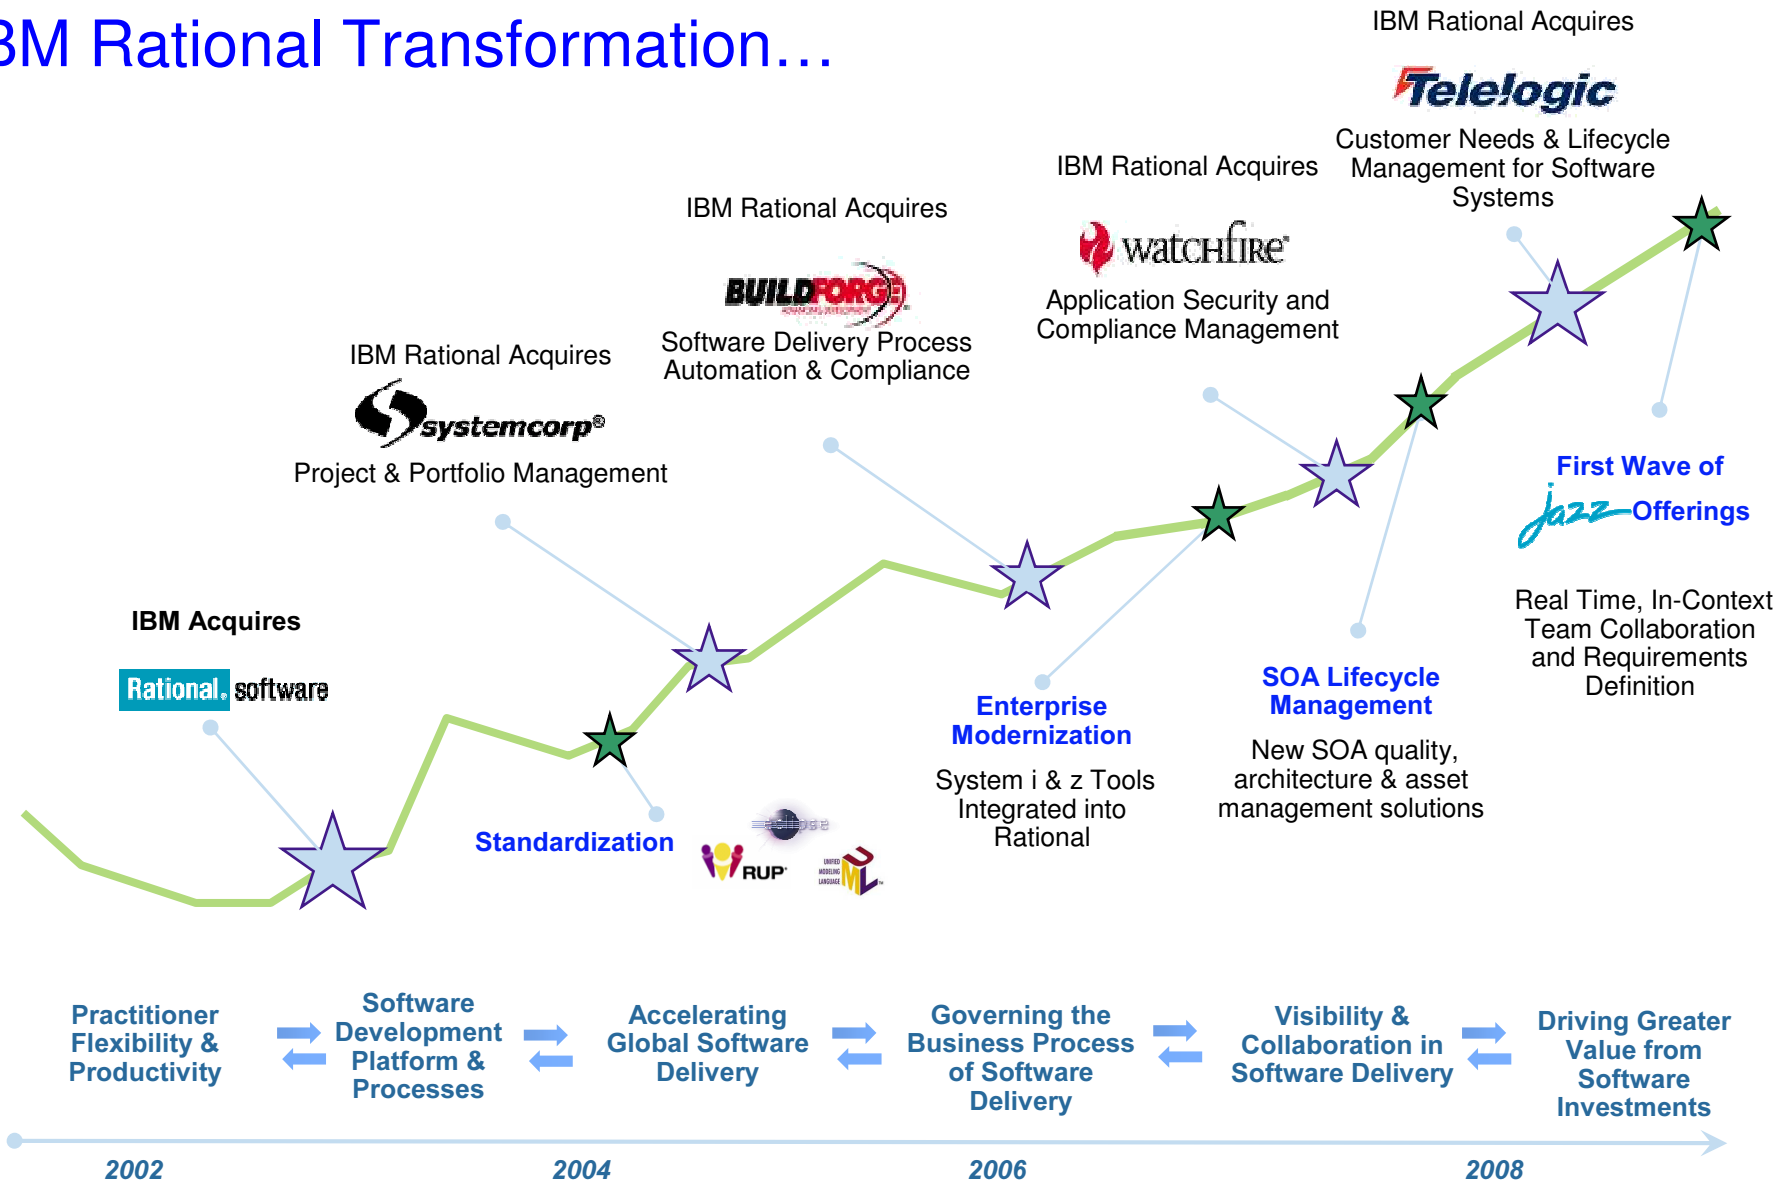 BM Rational Transformation…
IBM Rational Acquires
Telelogic
Customer Needs & Lifecycle
Management for Software
Systems
IBM Rational Acquires
watchfire®
Application Security and
Compliance Management
IBM Rational Acquires
BUILDFORGE
Software Delivery Process
Automation & Compliance
IBM Rational Acquires
systemcorp®
Project & Portfolio Management
IBM Acquires
Rational. software
First Wave of
jazz Offerings
Real Time, In-Context
Team Collaboration
and Requirements
Definition
SOA Lifecycle
Management
New SOA quality,
architecture & asset
management solutions
Enterprise
Modernization
System i & z Tools
Integrated into
Rational
Standardization
eclipse
RUP
UNIFIED
MODELING
LANGUAGE
UML
Practitioner
Flexibility &
Productivity
Software
Development
Platform &
Processes
Accelerating
Global Software
Delivery
Governing the
Business Process
of Software
Delivery
Visibility &
Collaboration in
Software Delivery
Driving Greater
Value from
Software
Investments
2002
2004
2006
2008